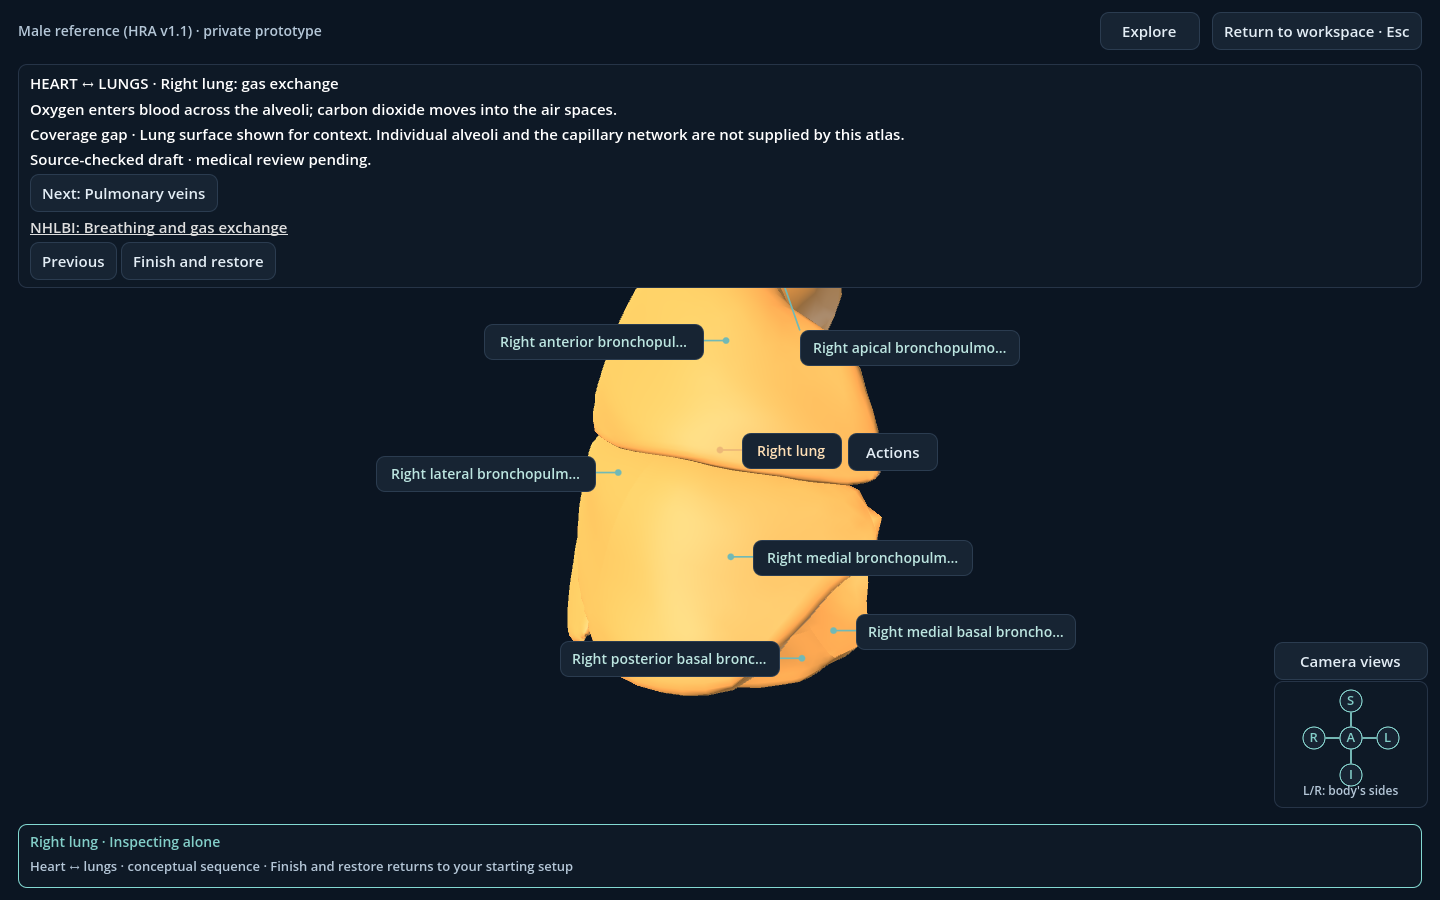 Male reference (HRA v1.1) · private prototype
Explore
Return to workspace · Esc
HEART ↔ LUNGS · Right lung: gas exchange
Oxygen enters blood across the alveoli; carbon dioxide moves into the air spaces.
Coverage gap · Lung surface shown for context. Individual alveoli and the capillary network are not supplied by this atlas.
Source-checked draft · medical review pending.
Next: Pulmonary veins
NHLBI: Breathing and gas exchange
Previous
Finish and restore
Right anterior bronchopul...
Right apical bronchopulmo...
Right lung
Actions
Right lateral bronchopulm...
Right medial bronchopulm...
Right medial basal broncho...
Right posterior basal bronc...
Camera views
S
R
A
L
I
L/R: body's sides
Right lung · Inspecting alone
Heart ↔ lungs · conceptual sequence · Finish and restore returns to your starting setup